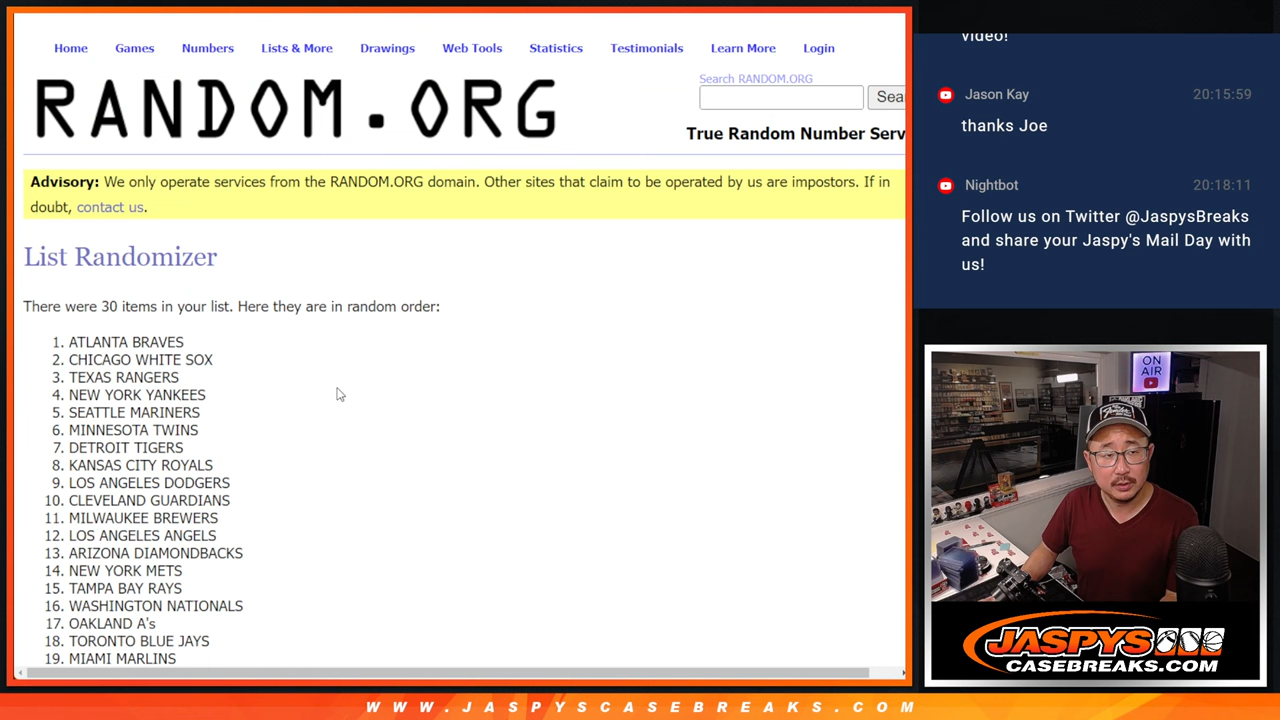 Home Games Numbers Lists & More Drawings Web Tools Statistics Testimonials Learn More Login
RANDOM.ORG
Search RANDOM.ORG
Sear
True Random Number Serv
Advisory: We only operate services from the RANDOM.ORG domain. Other sites that claim to be operated by us are impostors. If in
doubt, contact us.
List Randomizer
There were 30 items in your list. Here they are in random order:
1. ATLANTA BRAVES
2. CHICAGO WHITE SOX
3. TEXAS RANGERS
4. NEW YORK YANKEES
5. SEATTLE MARINERS
6. MINNESOTA TWINS
7. DETROIT TIGERS
8. KANSAS CITY ROYALS
9. LOS ANGELES DODGERS
10. CLEVELAND GUARDIANS
11. MILWAUKEE BREWERS
12. LOS ANGELES ANGELS
13. ARIZONA DIAMONDBACKS
14. NEW YORK METS
15. TAMPA BAY RAYS
16. WASHINGTON NATIONALS
17. OAKLAND A's
18. TORONTO BLUE JAYS
19. MIAMI MARLINS
video!
Jason Kay 20:15:59
thanks Joe
Nightbot 20:18:11
Follow us on Twitter @JaspysBreaks
and share your Jaspy's Mail Day with
us!
ON
AIR
Fender
JASPYS
CASEBREAKS.COM
WWW.JASPYSCASEBREAKS.COM